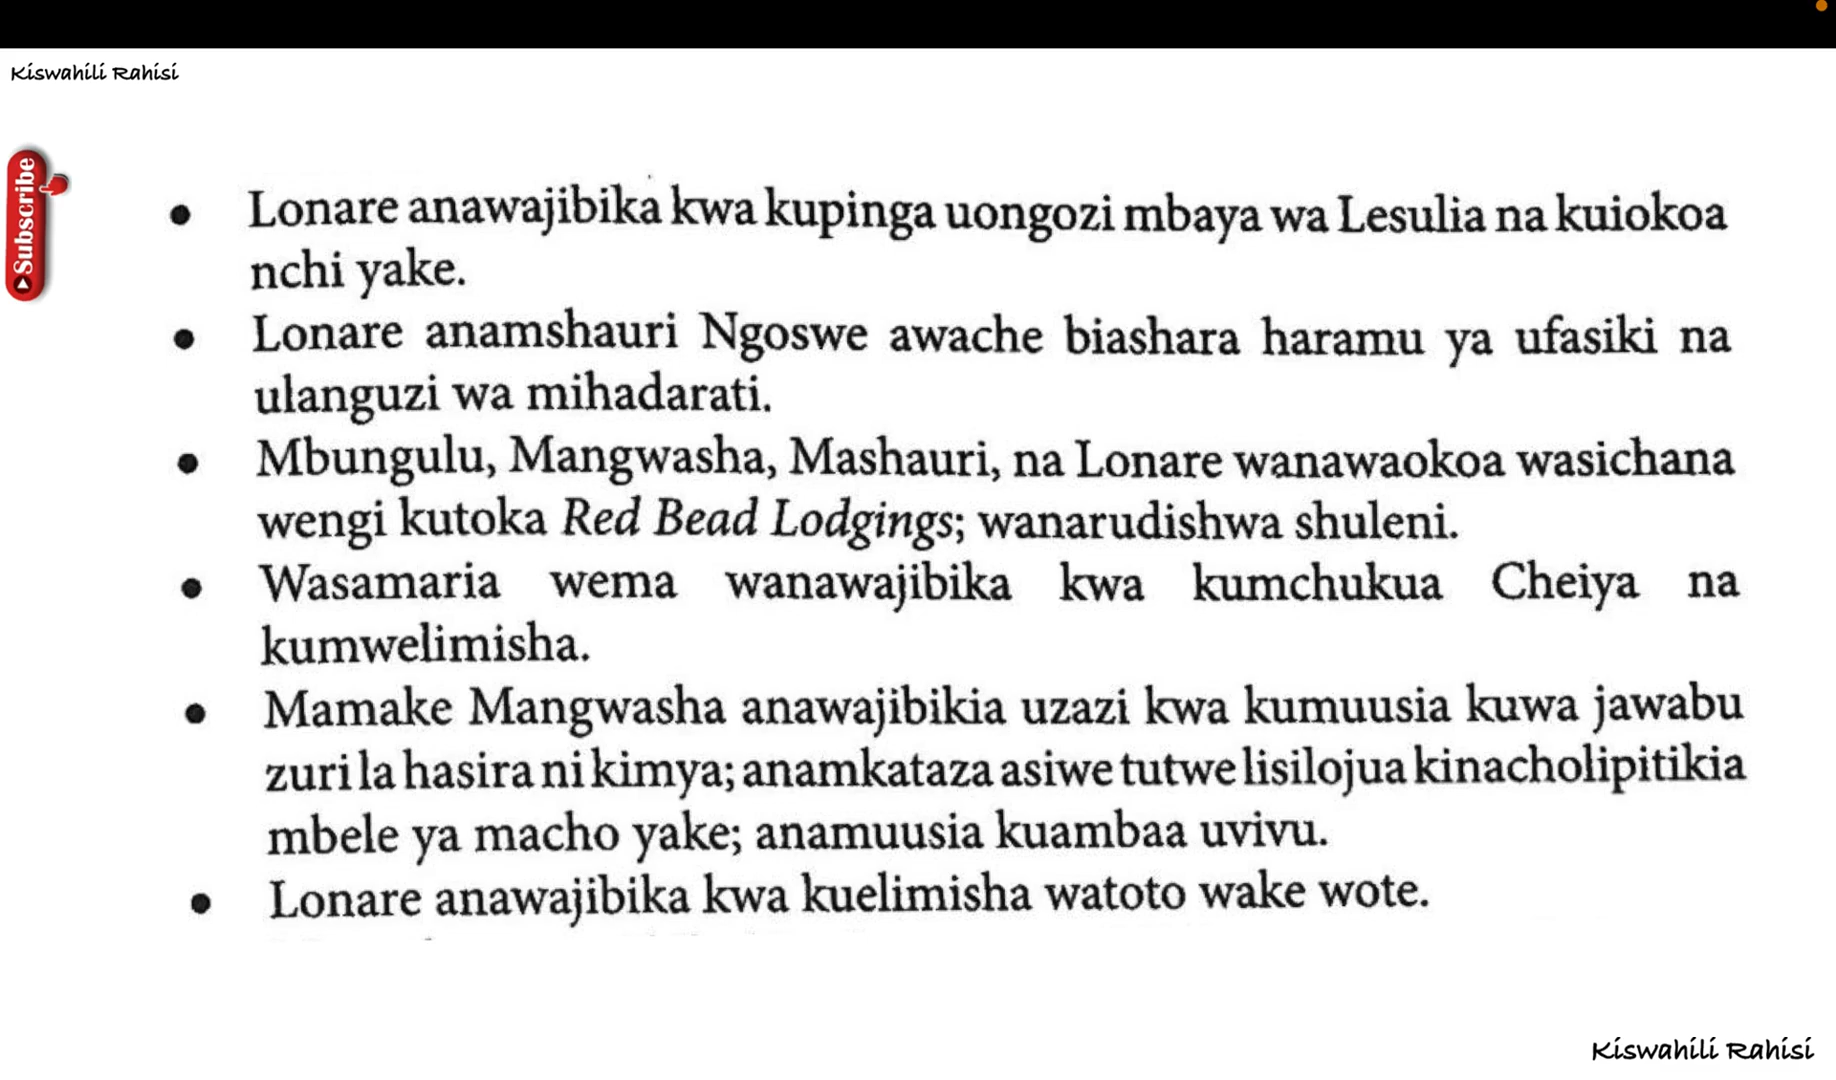 Kiswahili Rahisi
Subscribe
• Lonare anawajibika kwa kupinga uongozi mbaya wa Lesulia na kuiokoa
nchi yake.
• Lonare anamshauri Ngoswe awache biashara haramu ya ufasiki na
ulanguzi wa mihadarati.
• Mbungulu, Mangwasha, Mashauri, na Lonare wanawaokoa wasichana
wengi kutoka Red Bead Lodgings; wanarudishwa shuleni.
• Wasamaria wema wanawajibika kwa kumchukua Cheiya na
kumwelimisha.
• Mamake Mangwasha anawajibikia uzazi kwa kumuusia kuwa jawabu
zuri la hasira ni kimya; anamkataza asiwe tutwe lisilojua kinacholipitikia
mbele ya macho yake; anamuusia kuambaa uvivu.
• Lonare anawajibika kwa kuelimisha watoto wake wote.
Kiswahili Rahisi